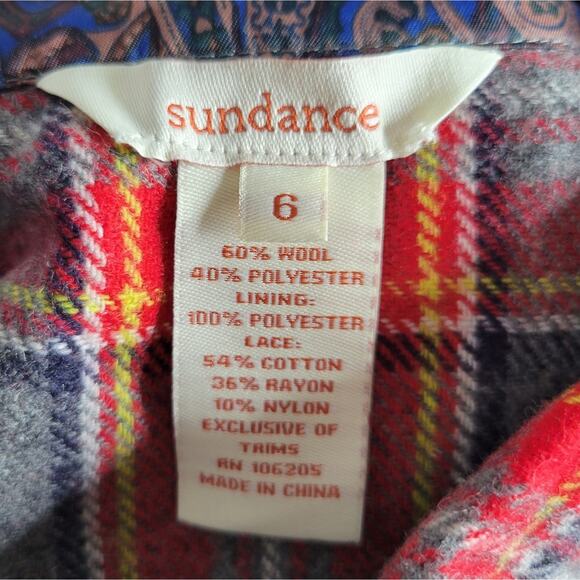 sundance
6
60% WOOL
40% POLYESTER
LINING:
100% POLYESTER
LACE:
54% COTTON
36% RAYON
10% NYLON
EXCLUSIVE OF
TRIMS
RN 106205
MADE IN CHINA